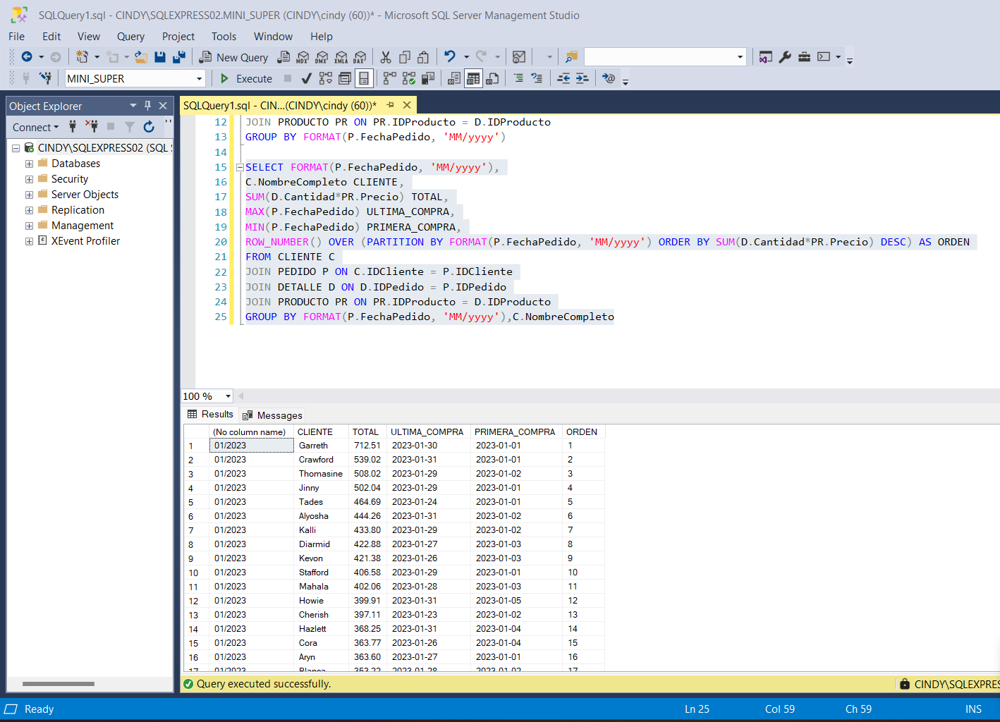 SQLQuery1.sql - CINDY\SQLEXPRESS02.MINI_SUPER (CINDY\cindy (60))* - Microsoft SQL Server Management Studio
File Edit View Query Project Tools Window Help
New Query MDX DMX XMLA DAX
MINI_SUPER Execute
Object Explorer
Connect
CINDY\SQLEXPRESS02 (SQL S
Databases
Security
Server Objects
Replication
Management
XEvent Profiler
SQLQuery1.sql - CIN...(CINDY\cindy (60))*
12 JOIN PRODUCTO PR ON PR.IDProducto = D.IDProducto
13 GROUP BY FORMAT(P.FechaPedido, 'MM/yyyy')
14
15 SELECT FORMAT(P.FechaPedido, 'MM/yyyy'),
16 C.NombreCompleto CLIENTE,
17 SUM(D.Cantidad*PR.Precio) TOTAL,
18 MAX(P.FechaPedido) ULTIMA_COMPRA,
19 MIN(P.FechaPedido) PRIMERA_COMPRA,
20 ROW_NUMBER() OVER (PARTITION BY FORMAT(P.FechaPedido, 'MM/yyyy') ORDER BY SUM(D.Cantidad*PR.Precio) DESC) AS ORDEN
21 FROM CLIENTE C
22 JOIN PEDIDO P ON C.IDCliente = P.IDCliente
23 JOIN DETALLE D ON D.IDPedido = P.IDPedido
24 JOIN PRODUCTO PR ON PR.IDProducto = D.IDProducto
25 GROUP BY FORMAT(P.FechaPedido, 'MM/yyyy'),C.NombreCompleto
100 %
Results Messages
(No column name) CLIENTE TOTAL ULTIMA_COMPRA PRIMERA_COMPRA ORDEN
1 01/2023 Garreth 712.51 2023-01-30 2023-01-01 1
2 01/2023 Crawford 539.02 2023-01-31 2023-01-01 2
3 01/2023 Thomasine 508.02 2023-01-29 2023-01-02 3
4 01/2023 Jinny 502.04 2023-01-29 2023-01-01 4
5 01/2023 Tades 464.69 2023-01-24 2023-01-01 5
6 01/2023 Alyosha 444.26 2023-01-31 2023-01-02 6
7 01/2023 Kalli 433.80 2023-01-29 2023-01-02 7
8 01/2023 Diarmid 422.88 2023-01-27 2023-01-03 8
9 01/2023 Kevon 421.38 2023-01-26 2023-01-03 9
10 01/2023 Stafford 406.58 2023-01-29 2023-01-01 10
11 01/2023 Mahala 402.06 2023-01-28 2023-01-03 11
12 01/2023 Howie 399.91 2023-01-31 2023-01-05 12
13 01/2023 Cherish 397.11 2023-01-23 2023-01-02 13
14 01/2023 Hazlett 368.25 2023-01-31 2023-01-04 14
15 01/2023 Cora 363.77 2023-01-26 2023-01-04 15
16 01/2023 Aryn 363.60 2023-01-27 2023-01-01 16
17 01/2023 353.22 2023-01-28 2023-01-02 17
Query executed successfully. CINDY\SQLEXPRES
Ready Ln 25 Col 59 Ch 59 INS